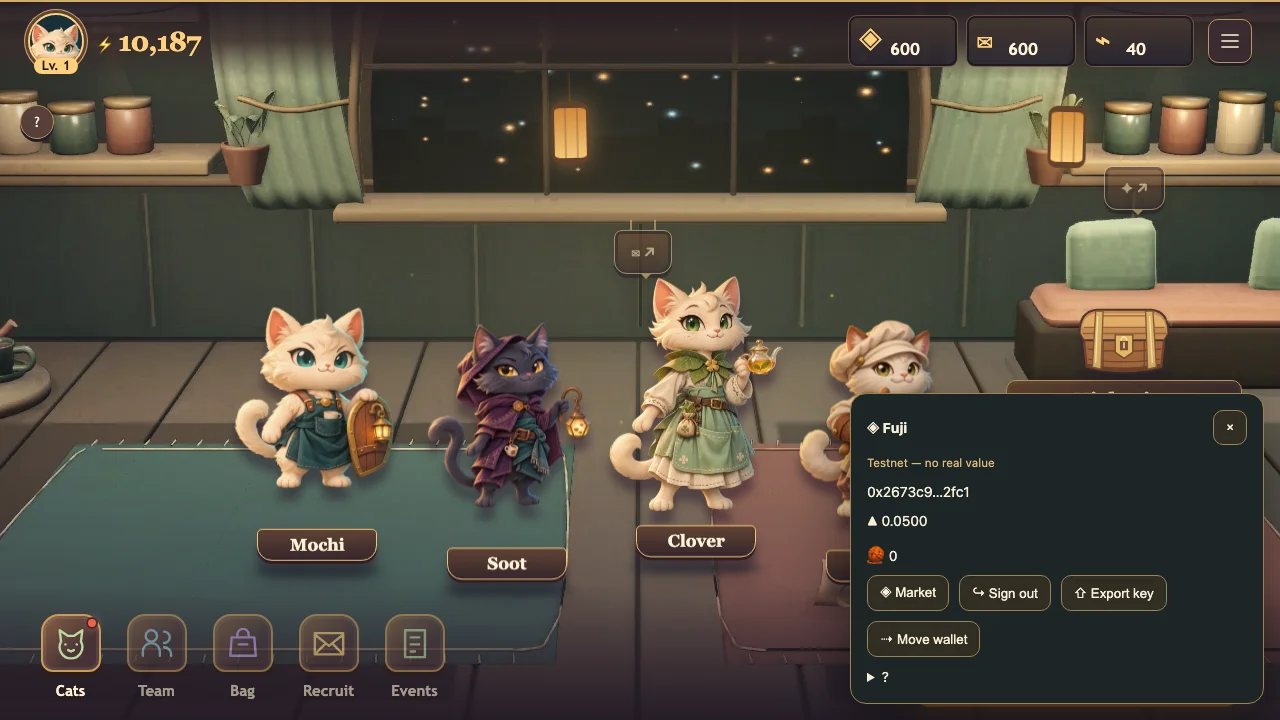 Lv. 1
10,187
600
600
40
?
Mochi
Soot
Clover
Fuji
×
Testnet — no real value
0x2673c9…2fc1
0.0500
0
Market
Sign out
Export key
Move wallet
?
Cats
Team
Bag
Recruit
Events